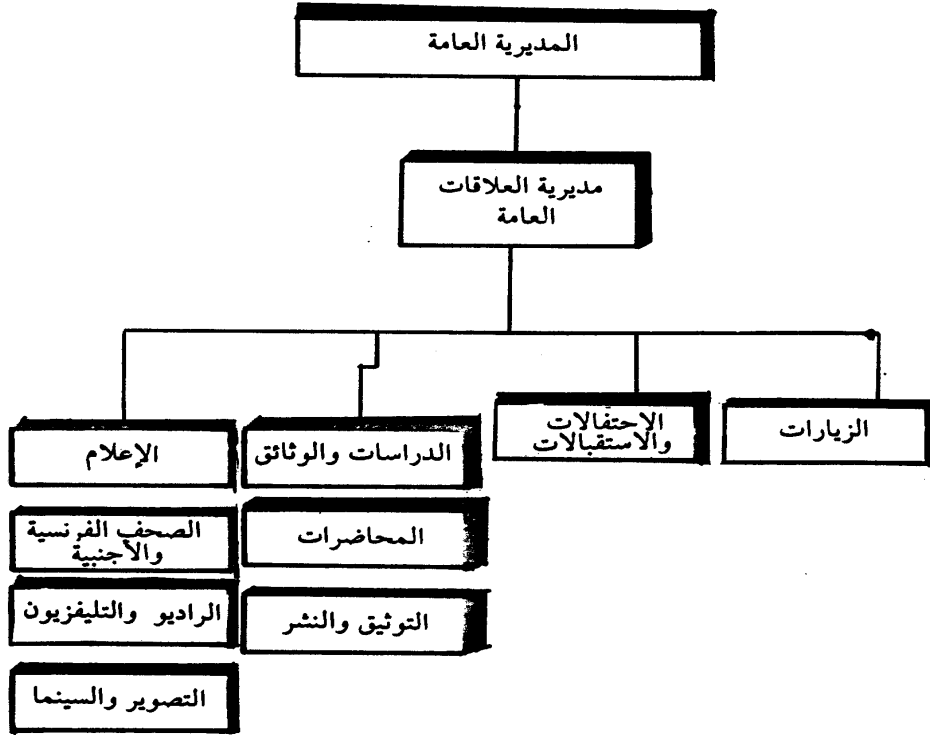 المديرية العامة
مديرية العلاقات
العامة
الزيارات
الإحتفالات
والاستقبالات
الدراسات والوثائق
المحاضرات
التوثيق والنشر
الإعلام
الصحف الفرنسية
والأجنبية
الراديو والتليفزيون
التصوير والسينما